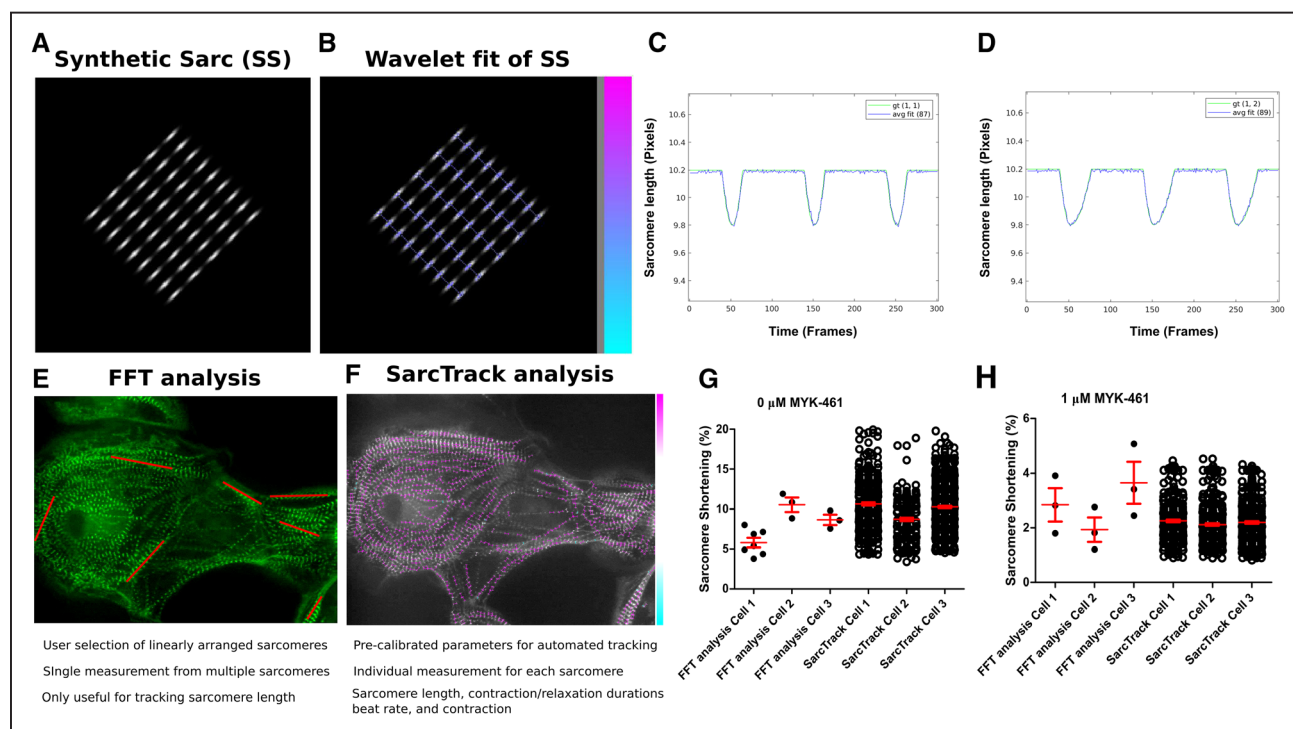 A
Synthetic Sarc (SS)
B
Wavelet fit of SS
C
gt (1, 1)
avg fit (87)
Sarcomere length (Pixels)
10.6
10.4
10.2
10
9.8
9.6
9.4
0
50
100
150
200
250
300
Time (Frames)
D
gt (1, 2)
avg fit (89)
Sarcomere length (Pixels)
10.6
10.4
10.2
10
9.8
9.6
9.4
0
50
100
150
200
250
300
Time (Frames)
E
FFT analysis
User selection of linearly arranged sarcomeres
SIngle measurement from multiple sarcomeres
Only useful for tracking sarcomere length
F
SarcTrack analysis
Pre-calibrated parameters for automated tracking
Individual measurement for each sarcomere
Sarcomere length, contraction/relaxation durations
beat rate, and contraction
G
0 µM MYK-461
Sarcomere Shortening (%)
20
15
10
5
0
FFT analysis Cell 1
FFT analysis Cell 2
FFT analysis Cell 3
SarcTrack Cell 1
SarcTrack Cell 2
SarcTrack Cell 3
H
1 µM MYK-461
Sarcomere Shortening (%)
6
4
2
0
FFT analysis Cell 1
FFT analysis Cell 2
FFT analysis Cell 3
SarcTrack Cell 1
SarcTrack Cell 2
SarcTrack Cell 3